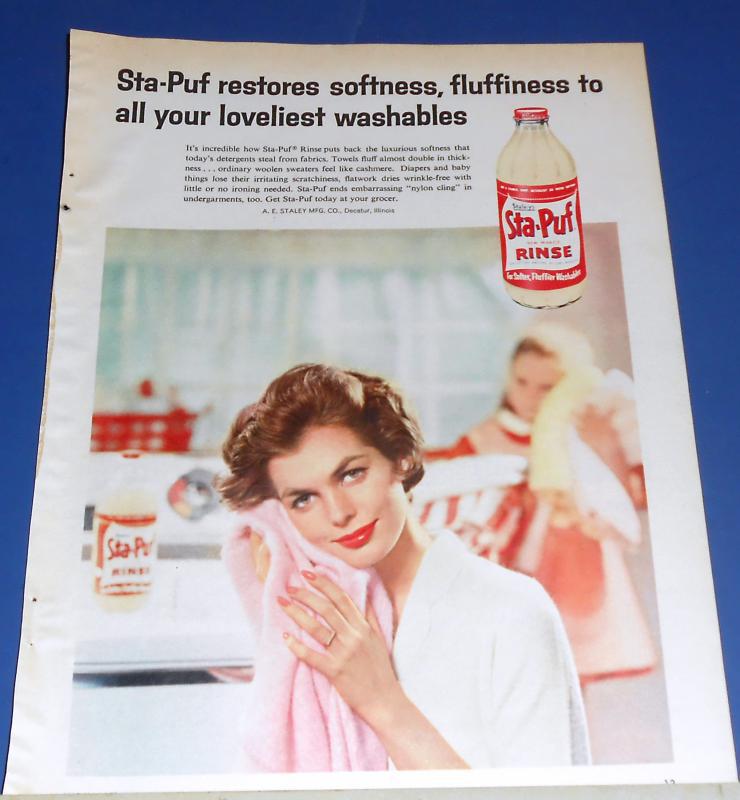 Sta-Puf restores softness, fluffiness to
all your loveliest washables
It's incredible how Sta-Puf® Rinse puts back the luxurious softness that
today's detergents steal from fabrics. Towels fluff almost double in thick-
ness . . . ordinary woolen sweaters feel like cashmere. Diapers and baby
things lose their irritating scratchiness, flatwork dries wrinkle-free with
little or no ironing needed. Sta-Puf ends embarrassing "nylon cling" in
undergarments, too. Get Sta-Puf today at your grocer.
A. E. STALEY MFG. CO., Decatur, Illinois
Staley's
Sta-Puf
RINSE
For Softer, Fluffier Washables
Sta-Puf
RINSE